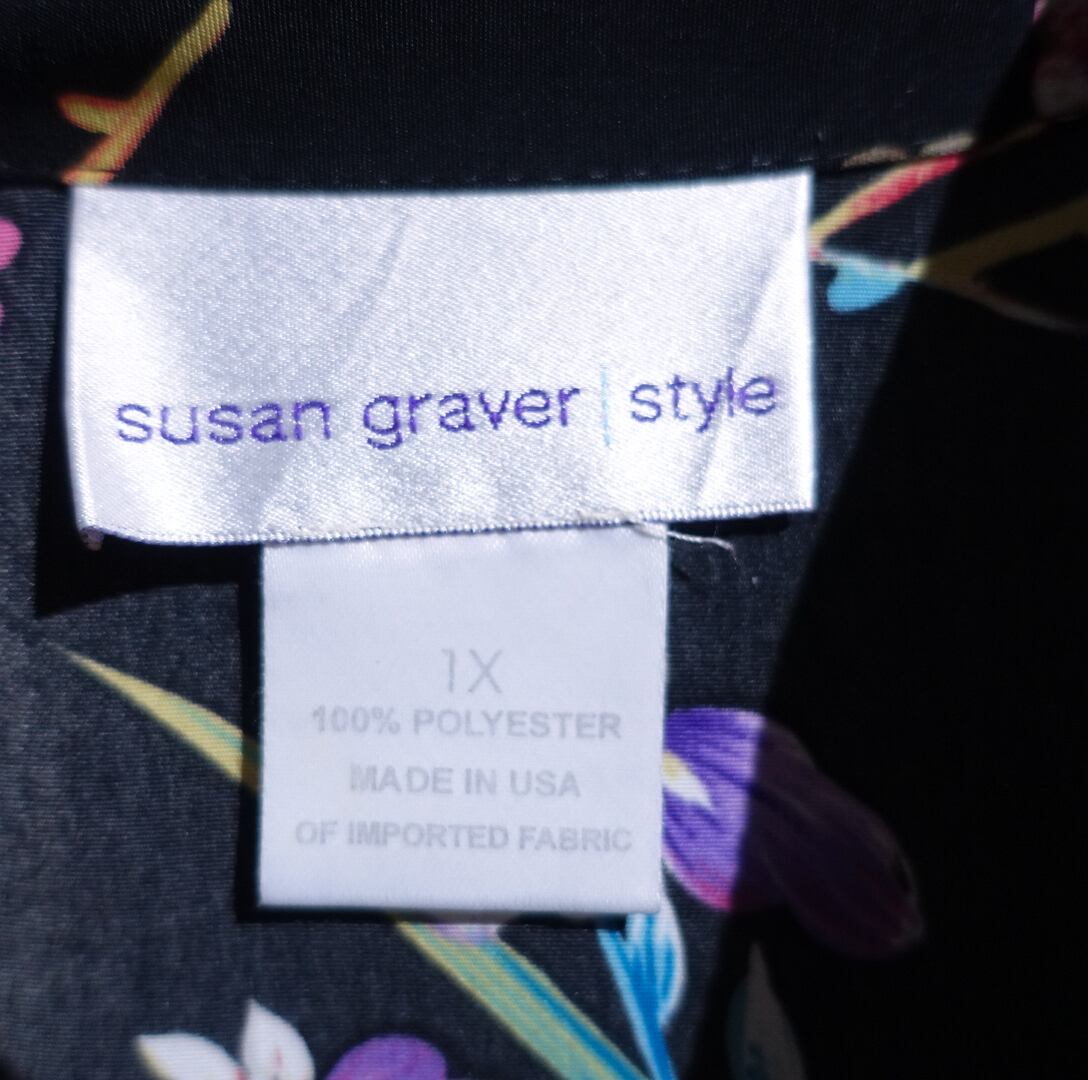 susan graver | style
1X
100% POLYESTER
MADE IN USA
OF IMPORTED FABRIC